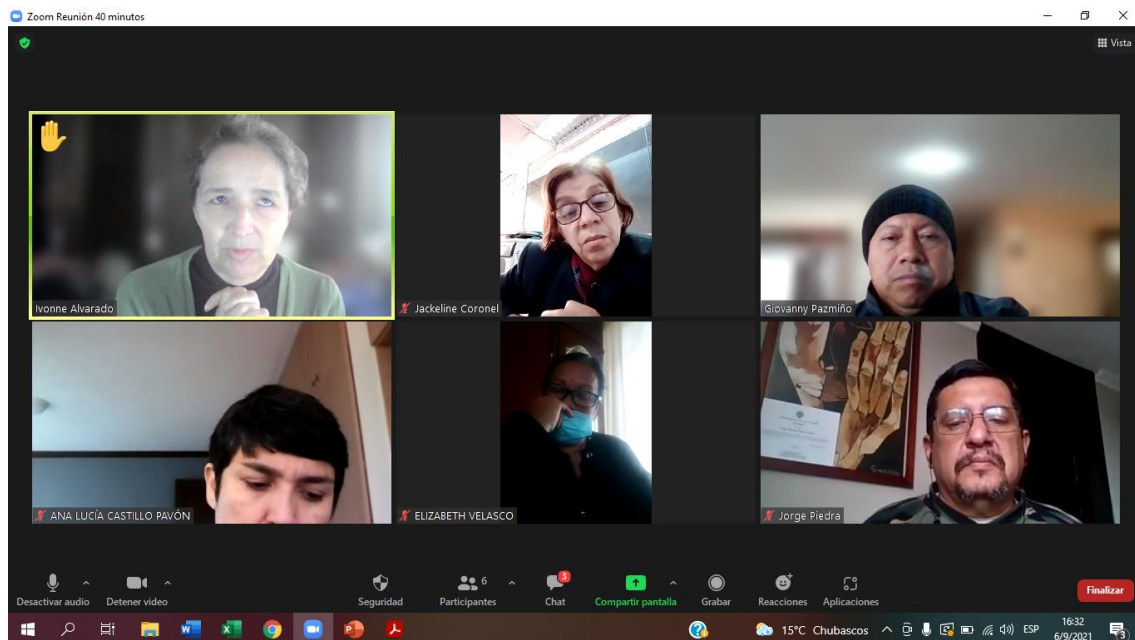 Zoom Reunión 40 minutos
Vista
Ivonne Alvarado
Jackeline Coronel
Giovanny Pazmiño
ANA LUCÍA CASTILLO PAVÓN
ELIZABETH VELASCO
Jorge Piedra
Desactivar audio
Detener video
Seguridad
6
Participantes
3
Chat
Compartir pantalla
Grabar
Reacciones
Aplicaciones
Finalizar
15°C Chubascos
ESP
16:32
6/9/2021
3